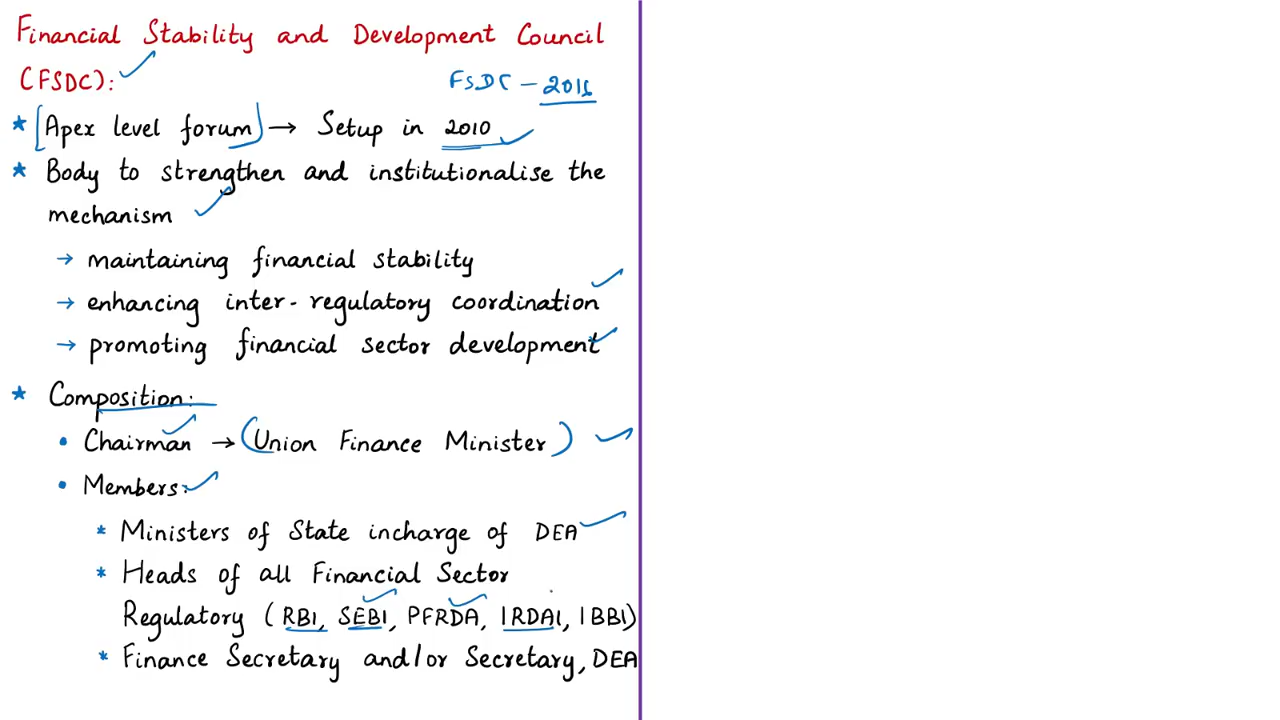 Financial Stability and Development Council
(FSDC):
FSDC - 2016
* [Apex level forum) → Setup in 2010
* Body to strengthen and institutionalise the
mechanism
→ maintaining financial stability
→ enhancing inter-regulatory coordination
→ promoting financial sector development
* Composition:
• Chairman → (Union Finance Minister)
• Members:
* Ministers of State incharge of DEA
* Heads of all Financial Sector
Regulatory (RBI, SEBI, PFRDA, IRDAI, IBBI)
* Finance Secretary and/or Secretary, DEA